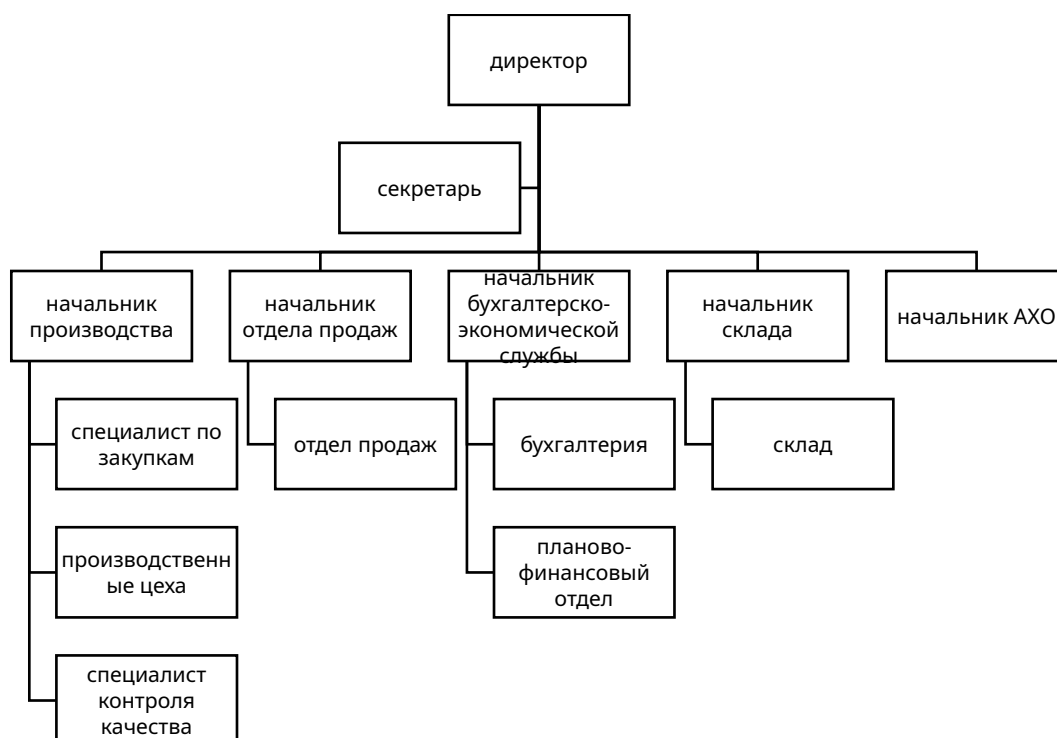 директор
секретарь
начальник
производства
начальник
отдела продаж
начальник
бухгалтерско-
экономической
службы
начальник
склада
начальник АХО
специалист по
закупкам
отдел продаж
бухгалтерия
склад
производственн
ые цеха
планово-
финансовый
отдел
специалист
контроля
качества